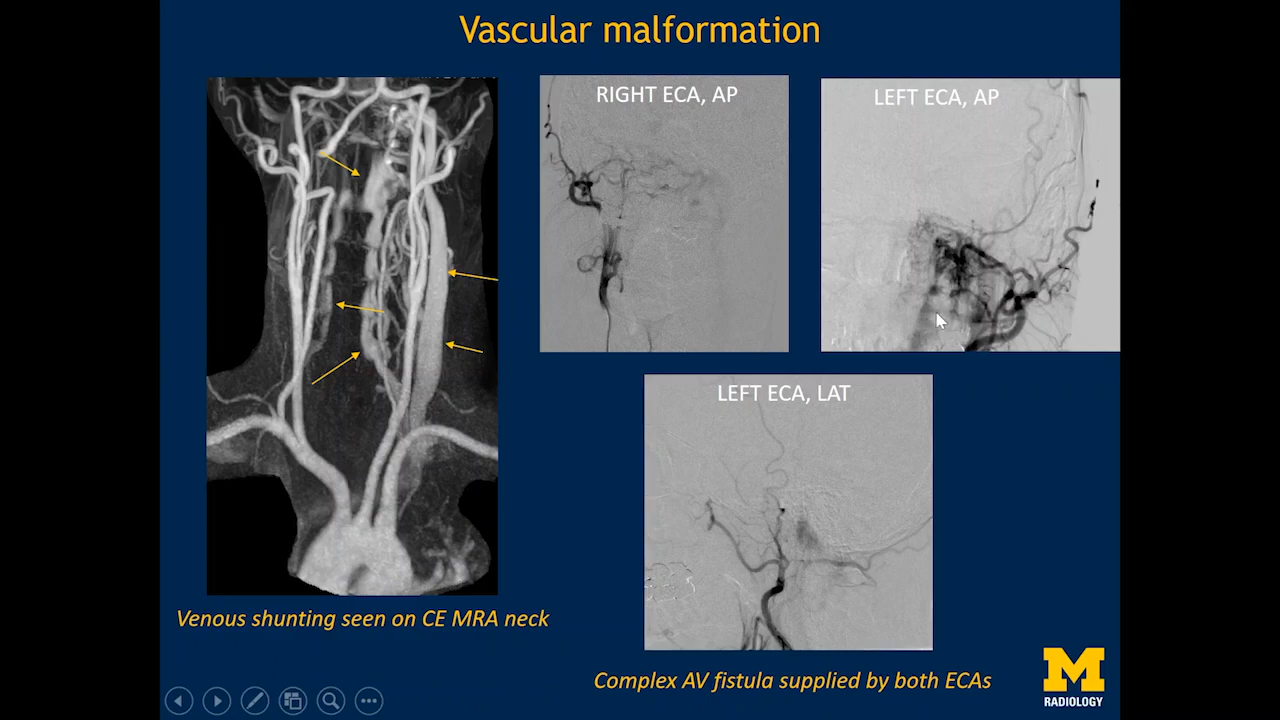 Vascular malformation
RIGHT ECA, AP
LEFT ECA, AP
LEFT ECA, LAT
Venous shunting seen on CE MRA neck
Complex AV fistula supplied by both ECAs
M
RADIOLOGY